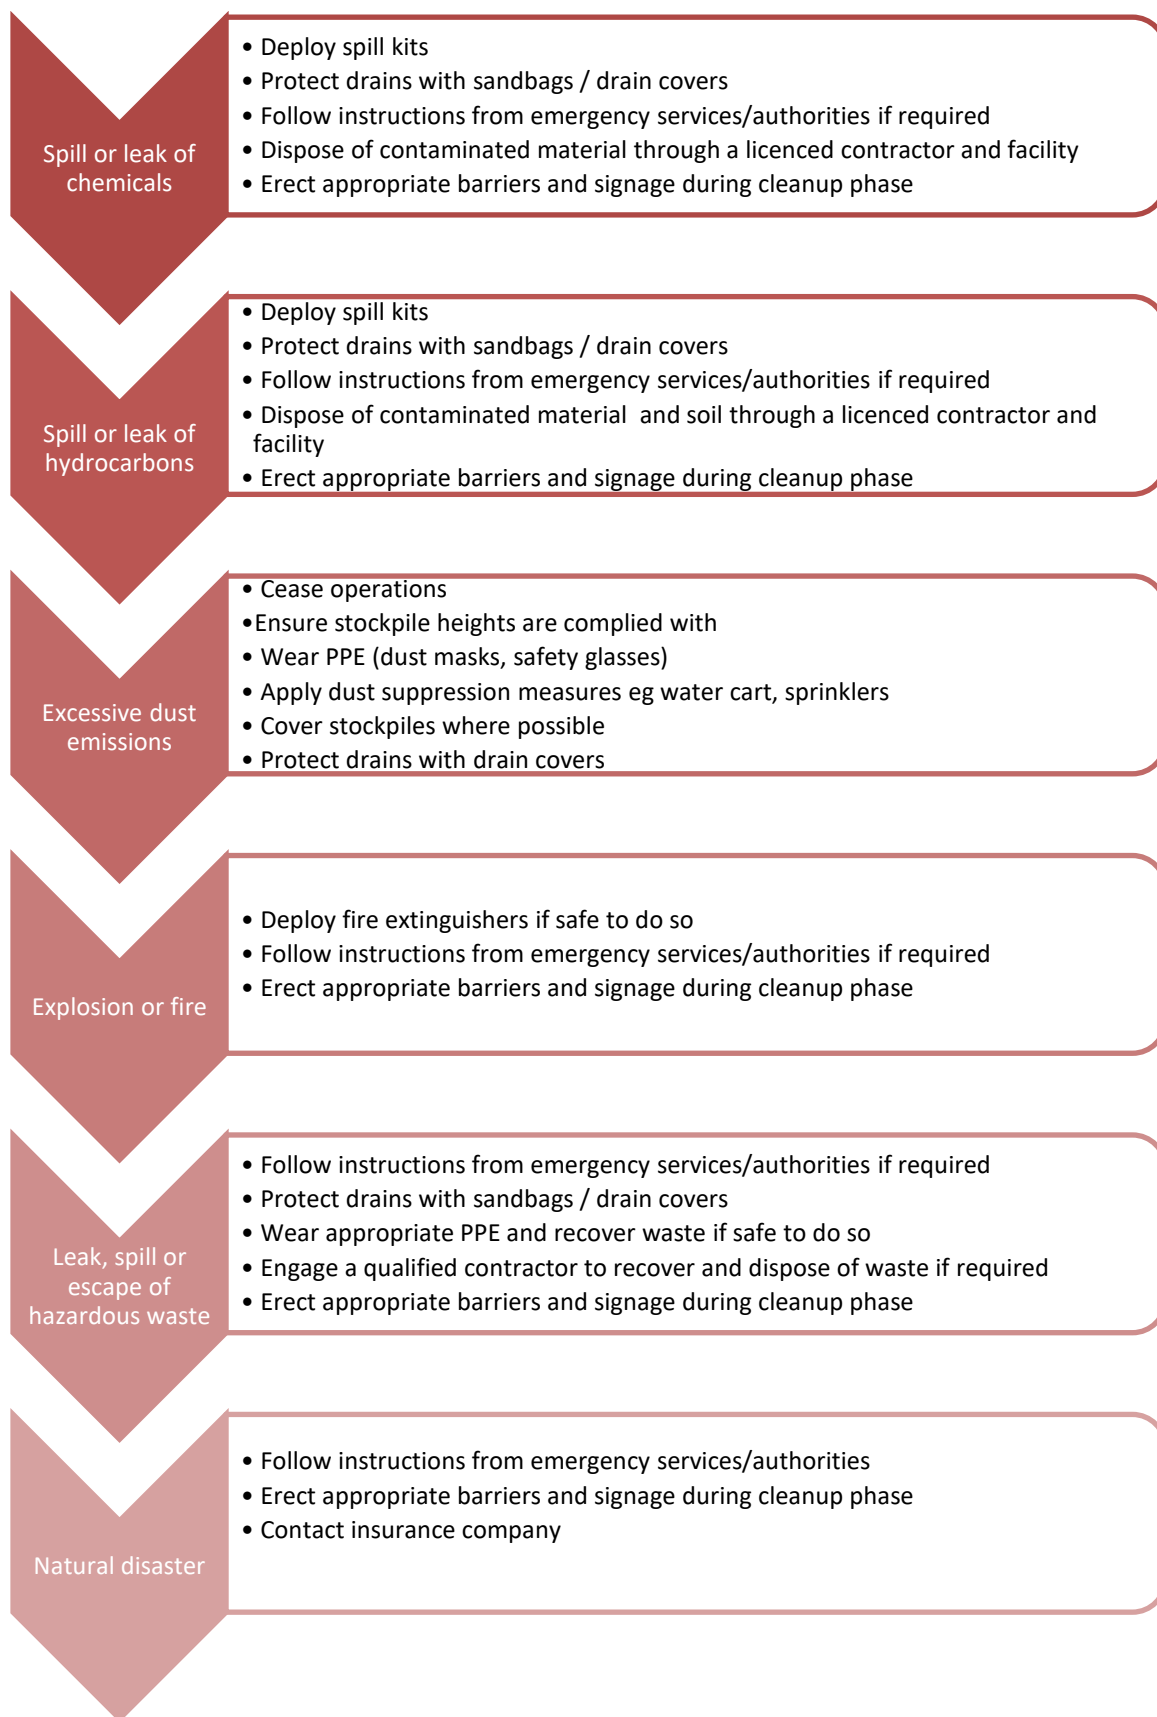 Spill or leak of
chemicals
• Deploy spill kits
• Protect drains with sandbags / drain covers
• Follow instructions from emergency services/authorities if required
• Dispose of contaminated material through a licenced contractor and facility
• Erect appropriate barriers and signage during cleanup phase
Spill or leak of
hydrocarbons
• Deploy spill kits
• Protect drains with sandbags / drain covers
• Follow instructions from emergency services/authorities if required
• Dispose of contaminated material  and soil through a licenced contractor and
facility
• Erect appropriate barriers and signage during cleanup phase
Excessive dust
emissions
• Cease operations
•Ensure stockpile heights are complied with
• Wear PPE (dust masks, safety glasses)
• Apply dust suppression measures eg water cart, sprinklers
• Cover stockpiles where possible
• Protect drains with drain covers
Explosion or fire
• Deploy fire extinguishers if safe to do so
• Follow instructions from emergency services/authorities if required
• Erect appropriate barriers and signage during cleanup phase
Leak, spill or
escape of
hazardous waste
• Follow instructions from emergency services/authorities if required
• Protect drains with sandbags / drain covers
• Wear appropriate PPE and recover waste if safe to do so
• Engage a qualified contractor to recover and dispose of waste if required
• Erect appropriate barriers and signage during cleanup phase
Natural disaster
• Follow instructions from emergency services/authorities
• Erect appropriate barriers and signage during cleanup phase
• Contact insurance company